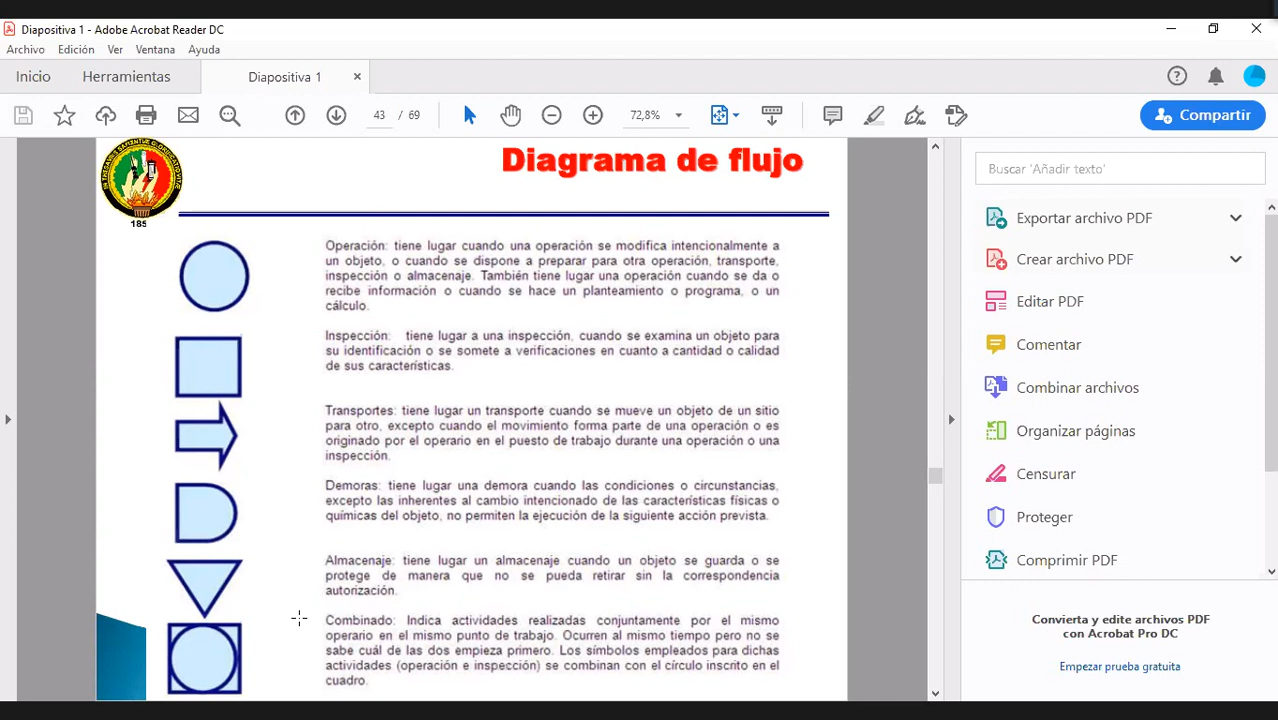 Diapositiva 1 - Adobe Acrobat Reader DC
Archivo Edición Ver Ventana Ayuda
Inicio Herramientas Diapositiva 1 ×
43 / 69 72,8% Compartir
Diagrama de flujo
185
Operación: tiene lugar cuando una operación se modifica intencionalmente a
un objeto, o cuando se dispone a preparar para otra operación, transporte,
inspección o almacenaje. También tiene lugar una operación cuando se da o
recibe información o cuando se hace un planteamiento o programa, o un
cálculo.
Inspección: tiene lugar a una inspección, cuando se examina un objeto para
su identificación o se somete a verificaciones en cuanto a cantidad o calidad
de sus características.
Transportes: tiene lugar un transporte cuando se mueve un objeto de un sitio
para otro, excepto cuando el movimiento forma parte de una operación o es
originado por el operario en el puesto de trabajo durante una operación o una
inspección.
Demoras: tiene lugar una demora cuando las condiciones o circunstancias,
excepto las inherentes al cambio intencionado de las características físicas o
químicas del objeto, no permiten la ejecución de la siguiente acción prevista.
Almacenaje: tiene lugar un almacenaje cuando un objeto se guarda o se
protege de manera que no se pueda retirar sin la correspondencia
autorización.
Combinado: Indica actividades realizadas conjuntamente por el mismo
operario en el mismo punto de trabajo. Ocurren al mismo tiempo pero no se
sabe cuál de las dos empieza primero. Los símbolos empleados para dichas
actividades (operación e inspección) se combinan con el círculo inscrito en el
cuadro.
Buscar 'Añadir texto'
Exportar archivo PDF
Crear archivo PDF
Editar PDF
Comentar
Combinar archivos
Organizar páginas
Censurar
Proteger
Comprimir PDF
Convierta y edite archivos PDF
con Acrobat Pro DC
Empezar prueba gratuita